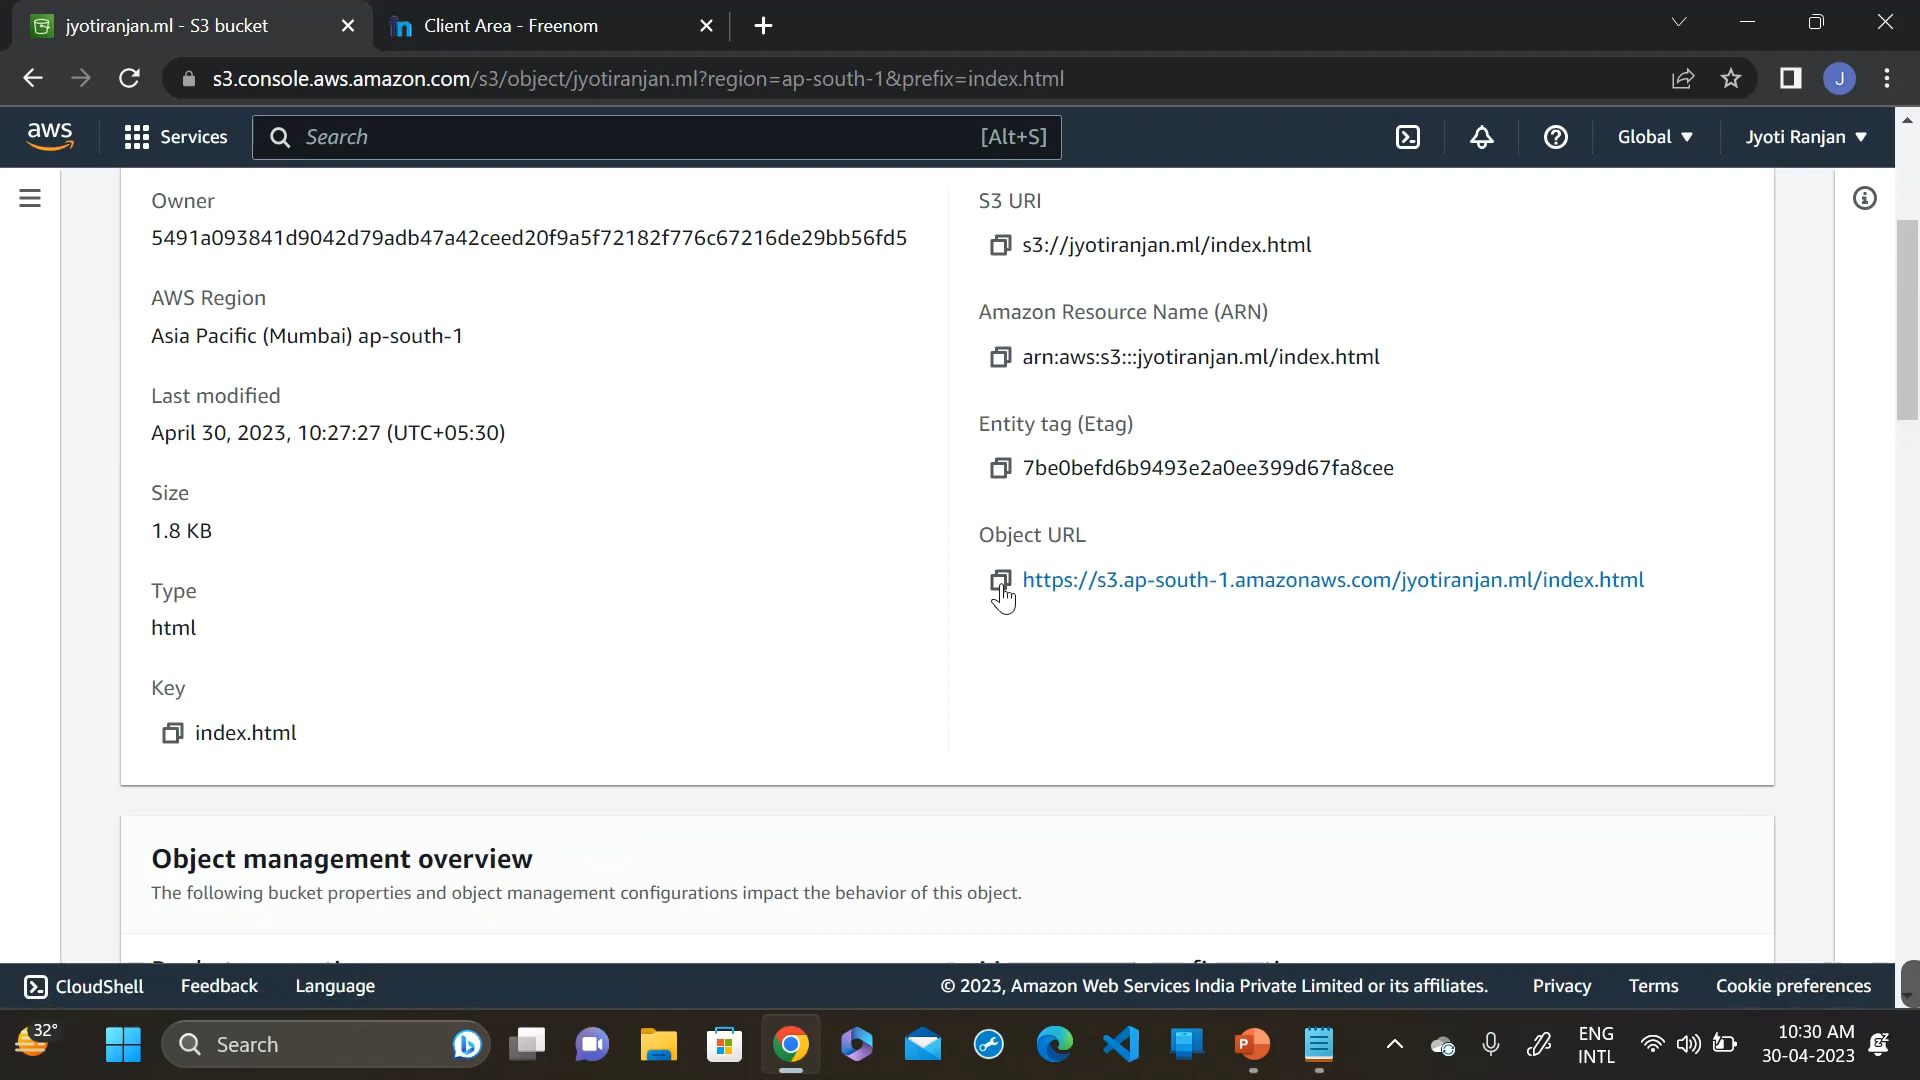 jyotiranjan.ml - S3 bucket
Client Area - Freenom
s3.console.aws.amazon.com/s3/object/jyotiranjan.ml?region=ap-south-1&prefix=index.html
J
aws
Services
Search
[Alt+S]
Global
Jyoti Ranjan
Owner
5491a093841d9042d79adb47a42ceed20f9a5f72182f776c67216de29bb56fd5
AWS Region
Asia Pacific (Mumbai) ap-south-1
Last modified
April 30, 2023, 10:27:27 (UTC+05:30)
Size
1.8 KB
Type
html
Key
index.html
S3 URI
s3://jyotiranjan.ml/index.html
Amazon Resource Name (ARN)
arn:aws:s3:::jyotiranjan.ml/index.html
Entity tag (Etag)
7be0befd6b9493e2a0ee399d67fa8cee
Object URL
https://s3.ap-south-1.amazonaws.com/jyotiranjan.ml/index.html
Object management overview
The following bucket properties and object management configurations impact the behavior of this object.
CloudShell
Feedback
Language
© 2023, Amazon Web Services India Private Limited or its affiliates.
Privacy
Terms
Cookie preferences
32°
Search
ENG
INTL
10:30 AM
30-04-2023